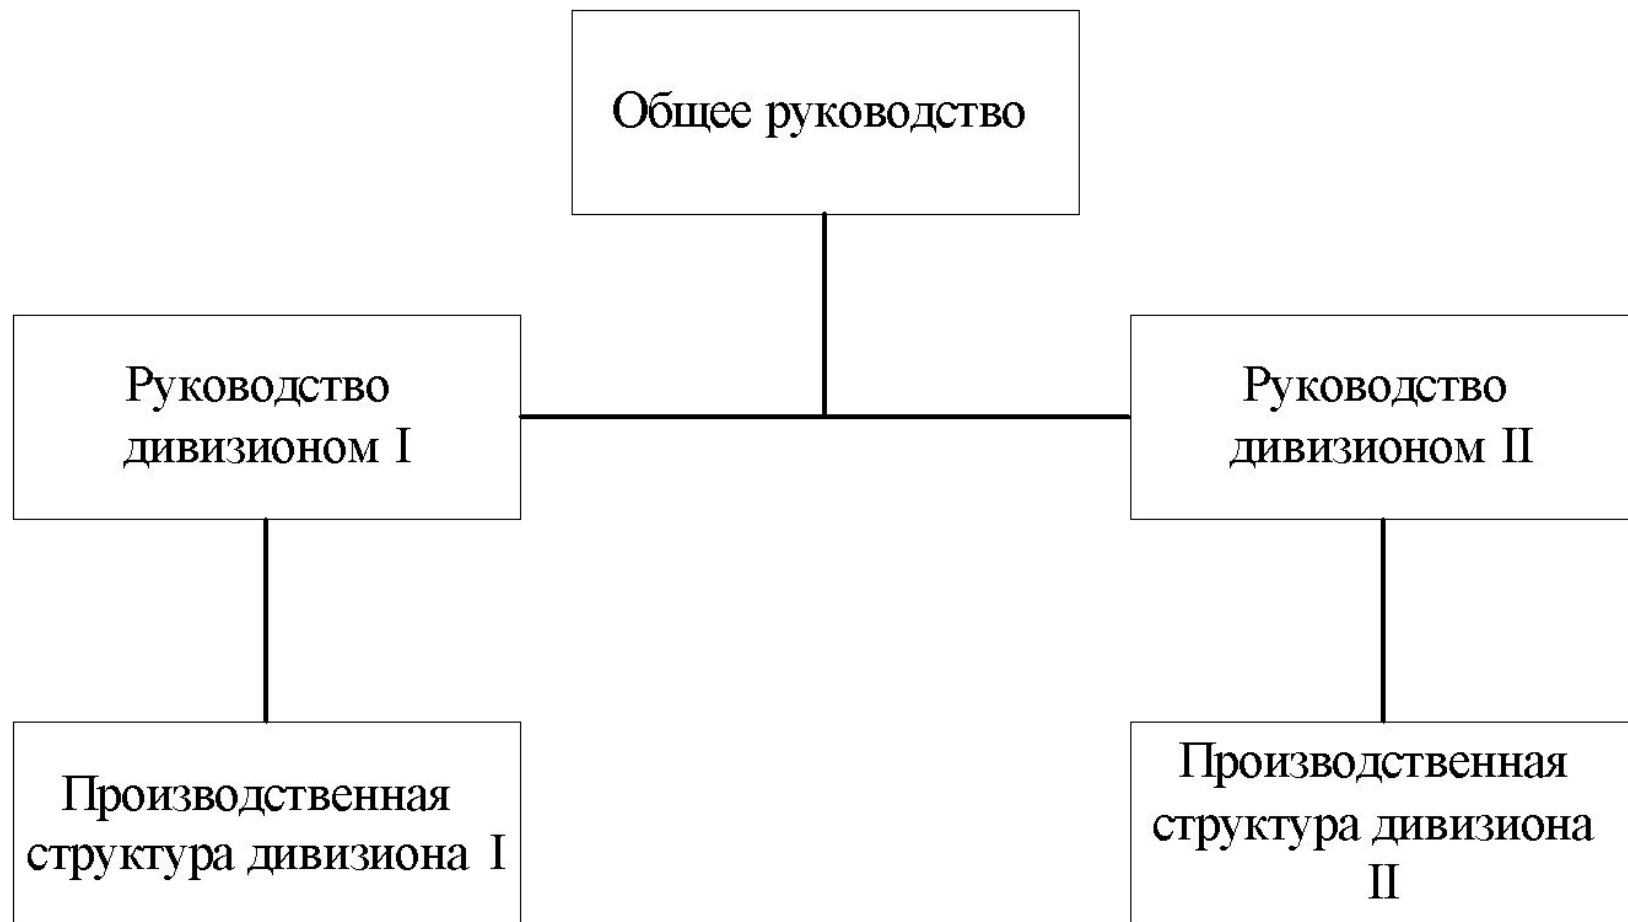 Общее руководство
Руководство
дивизионом I
Руководство
дивизионом II
Производственная
структура дивизиона I
Производственная
структура дивизиона
II